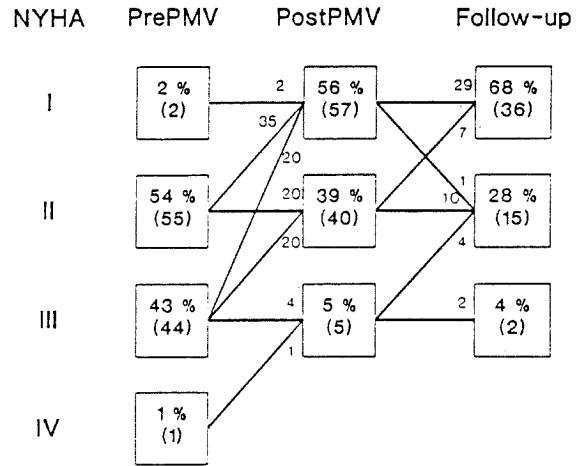 NYHA PrePMV PostPMV Follow-up
I 2 % (2) 2 56 % (57) 29 68 % (36)
35 7
20 1
II 54 % (55) 20 39 % (40) 10 28 % (15)
20 4
III 43 % (44) 4 5 % (5) 2 4 % (2)
1
IV 1 % (1)